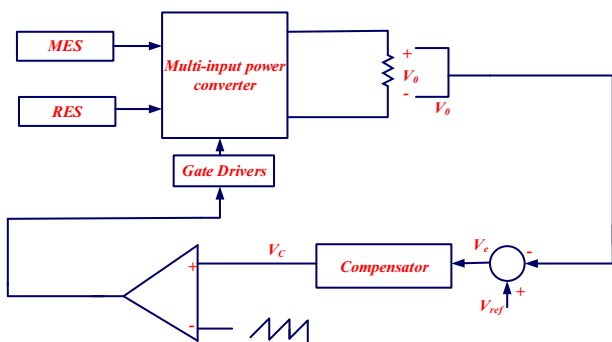 MES
Multi-input power
converter
RES
+
V0
-
V0
Gate Drivers
VC
Compensator
Ve
-
+
Vref
+
-